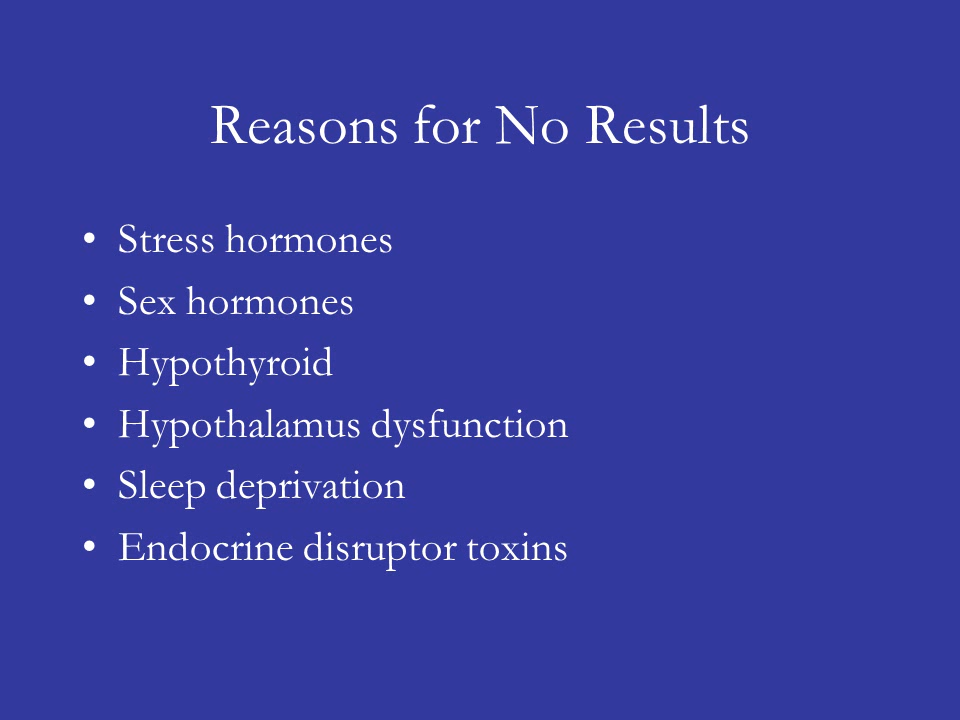 Reasons for No Results
• Stress hormones
• Sex hormones
• Hypothyroid
• Hypothalamus dysfunction
• Sleep deprivation
• Endocrine disruptor toxins